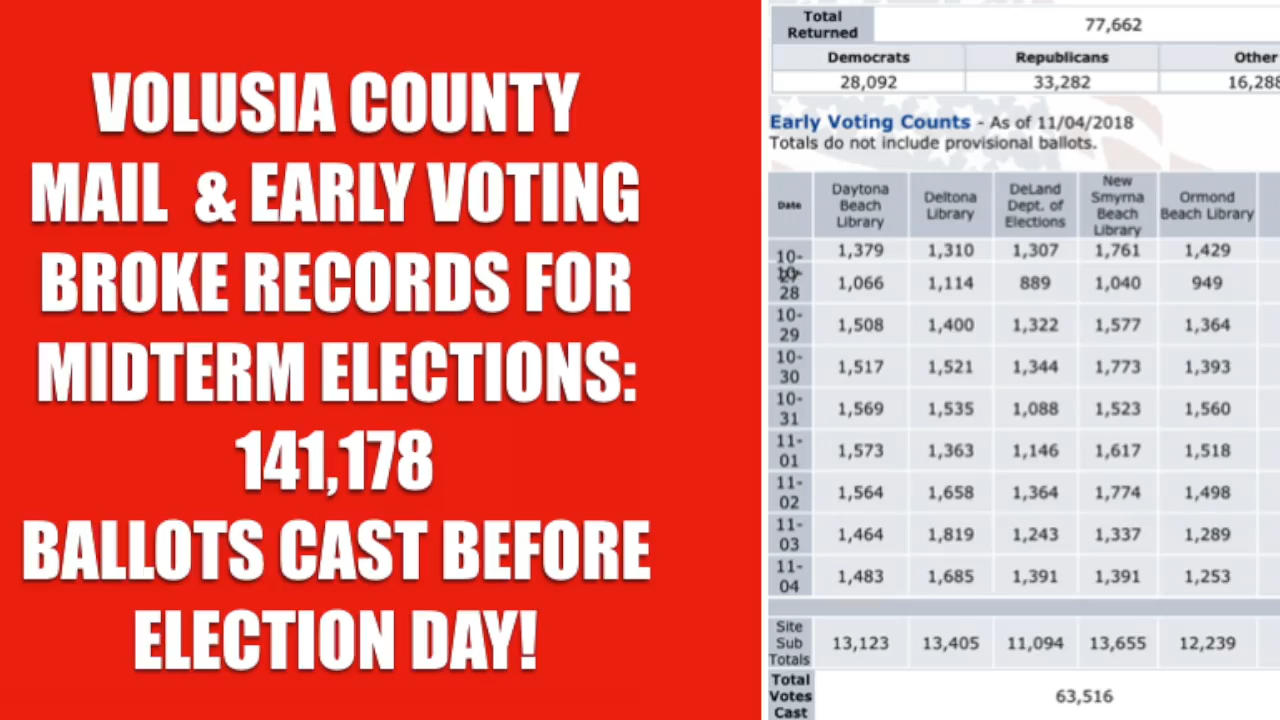 VOLUSIA COUNTY
MAIL & EARLY VOTING
BROKE RECORDS FOR
MIDTERM ELECTIONS:
141,178
BALLOTS CAST BEFORE
ELECTION DAY!
Total Returned 77,662
Democrats Republicans Other
28,092 33,282 16,288
Early Voting Counts - As of 11/04/2018
Totals do not include provisional ballots.
Date Daytona Beach Library Deltona Library DeLand Dept. of Elections New Smyrna Beach Library Ormond Beach Library
10-27 1,379 1,310 1,307 1,761 1,429
10-28 1,066 1,114 889 1,040 949
10-29 1,508 1,400 1,322 1,577 1,364
10-30 1,517 1,521 1,344 1,773 1,393
10-31 1,569 1,535 1,088 1,523 1,560
11-01 1,573 1,363 1,146 1,617 1,518
11-02 1,564 1,658 1,364 1,774 1,498
11-03 1,464 1,819 1,243 1,337 1,289
11-04 1,483 1,685 1,391 1,391 1,253
Site Sub Totals 13,123 13,405 11,094 13,655 12,239
Total Votes Cast 63,516